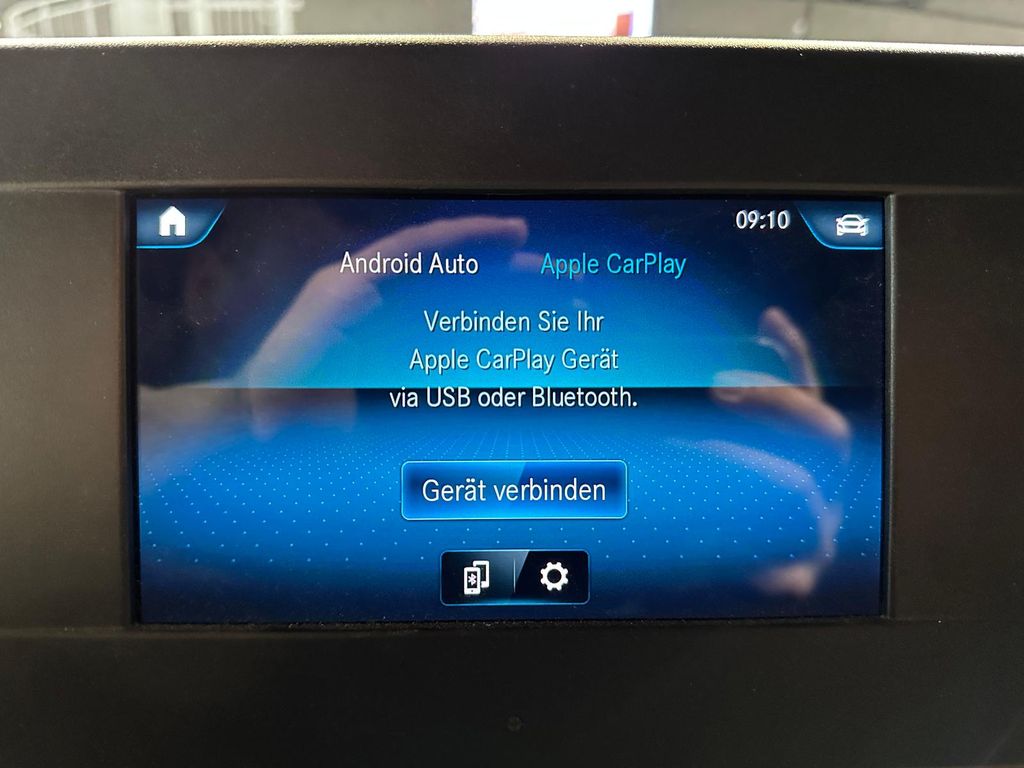 09:10
Android Auto Apple CarPlay
Verbinden Sie Ihr
Apple CarPlay Gerät
via USB oder Bluetooth.
Gerät verbinden